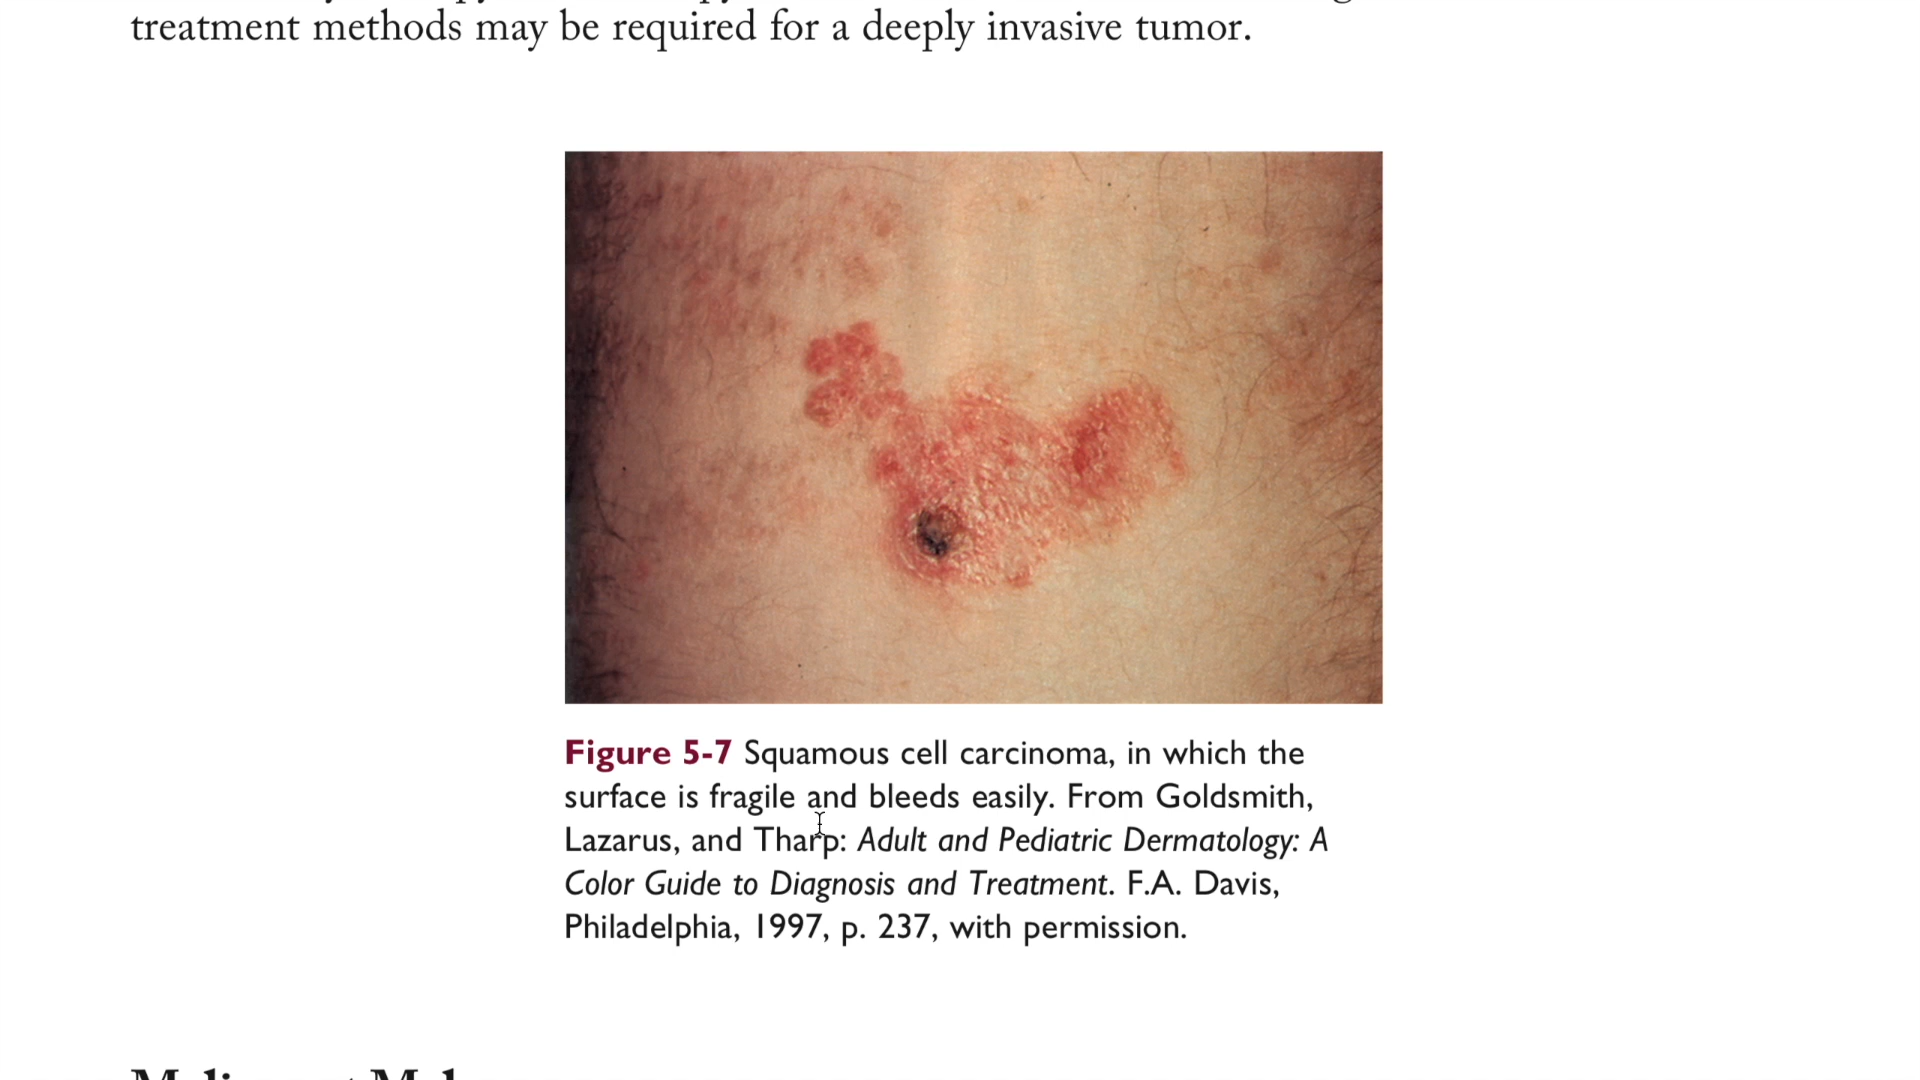 treatment methods may be required for a deeply invasive tumor.
Figure 5-7 Squamous cell carcinoma, in which the
surface is fragile and bleeds easily. From Goldsmith,
Lazarus, and Tharp: Adult and Pediatric Dermatology: A
Color Guide to Diagnosis and Treatment. F.A. Davis,
Philadelphia, 1997, p. 237, with permission.